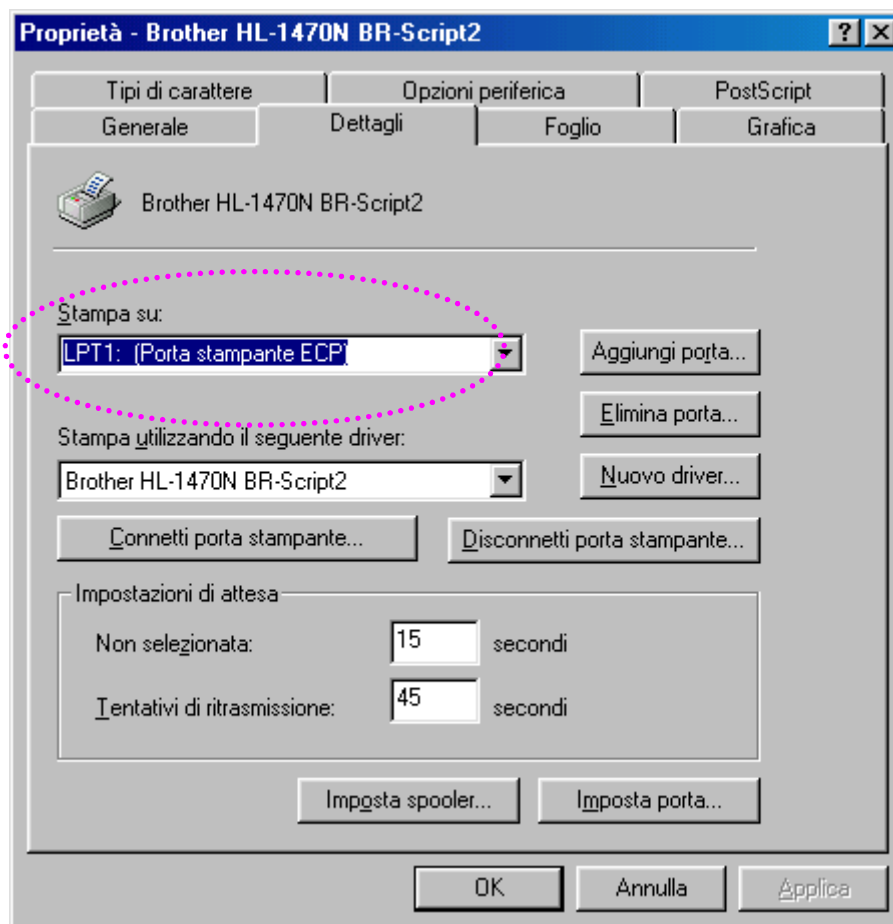 Proprietà - Brother HL-1470N BR-Script2
Tipi di carattere Opzioni periferica PostScript
Generale Dettagli Foglio Grafica
Brother HL-1470N BR-Script2
Stampa su:
LPT1: (Porta stampante ECP)
Aggiungi porta...
Elimina porta...
Stampa utilizzando il seguente driver:
Brother HL-1470N BR-Script2
Nuovo driver...
Connetti porta stampante... Disconnetti porta stampante...
Impostazioni di attesa
Non selezionata: 15 secondi
Tentativi di ritrasmissione: 45 secondi
Imposta spooler... Imposta porta...
OK Annulla Applica